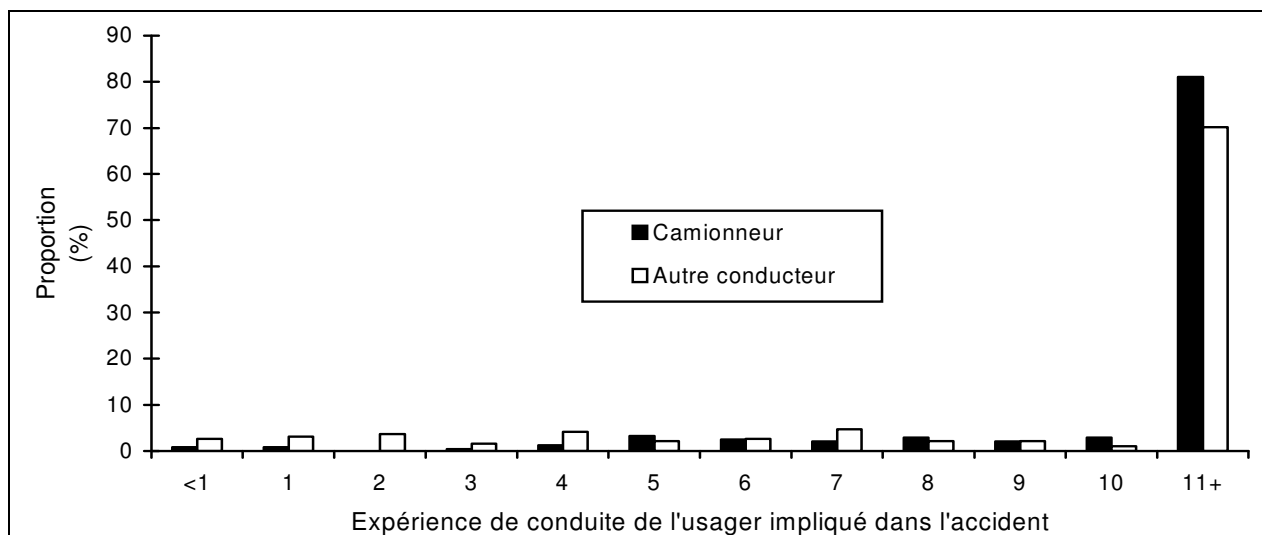 90
80
70
60
50
40
30
20
10
0
Proportion
(%)
Camionneur
Autre conducteur
<1 1 2 3 4 5 6 7 8 9 10 11+
Expérience de conduite de l'usager impliqué dans l'accident